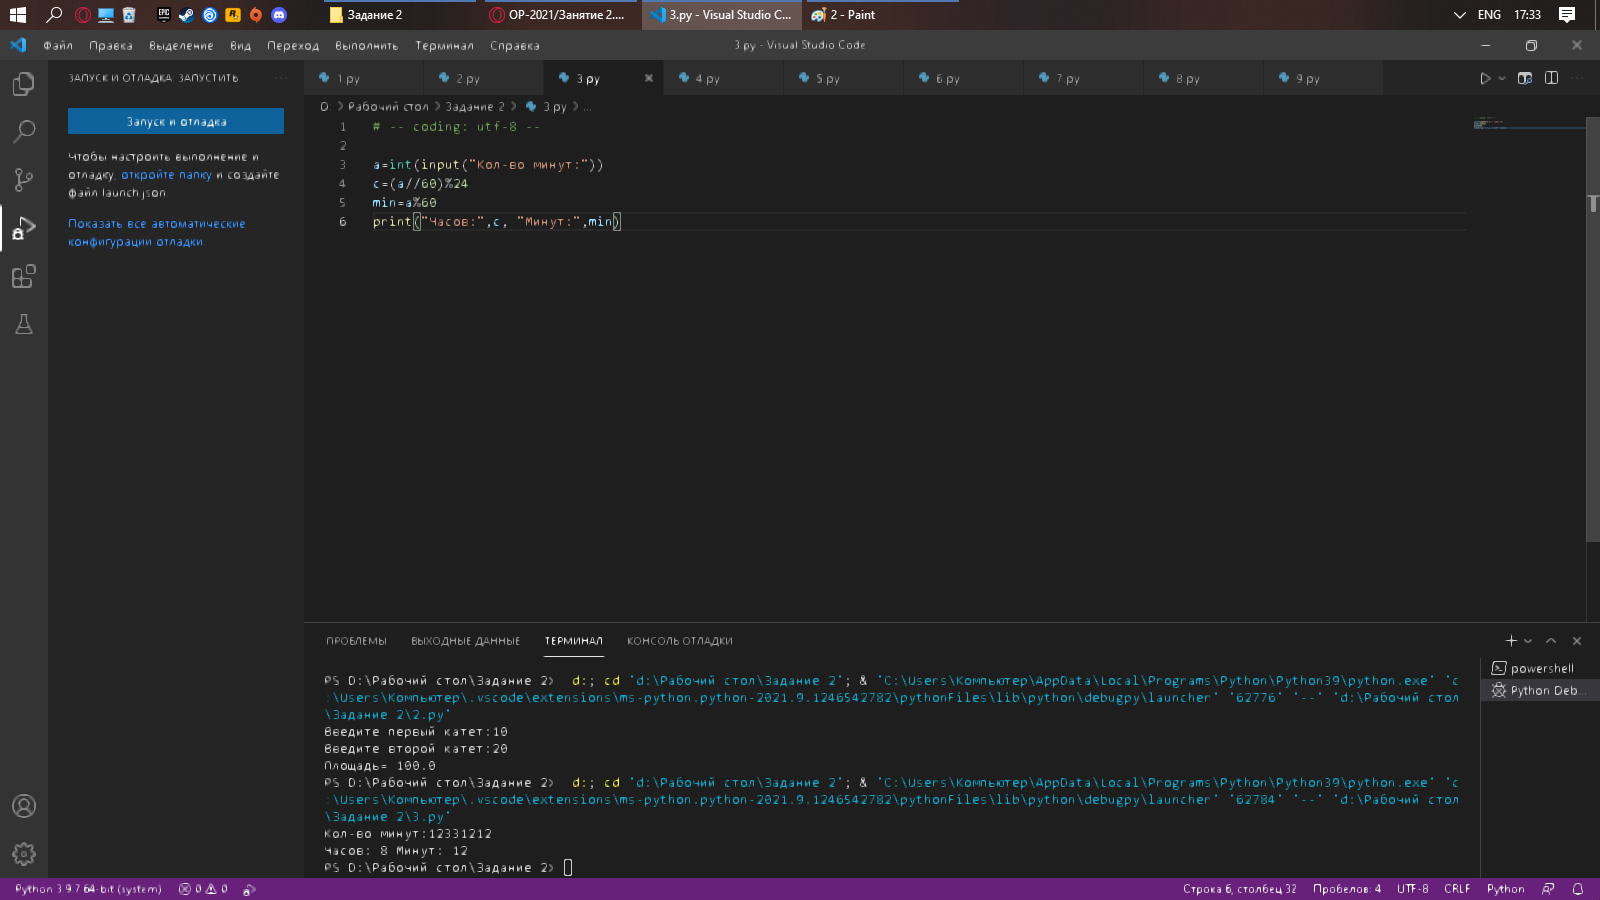 Задание 2
OP-2021/Занятие 2....
3.py - Visual Studio C...
2 - Paint
ENG
17:33
Файл Правка Выделение Вид Переход Выполнить Терминал Справка
3.py - Visual Studio Code
ЗАПУСК И ОТЛАДКА: ЗАПУСТИТЬ ...
1.py 2.py 3.py 4.py 5.py 6.py 7.py 8.py 9.py
D: > Рабочий стол > Задание 2 > 3.py > ...
Запуск и отладка
Чтобы настроить выполнение и
отладку, откройте папку и создайте
файл launch.json.
Показать все автоматические
конфигурации отладки.
1 # -- coding: utf-8 --
2
3 a=int(input("Кол-во минут:"))
4 c=(a//60)%24
5 min=a%60
6 print("Часов:",c, "Минут:",min)
ПРОБЛЕМЫ ВЫХОДНЫЕ ДАННЫЕ ТЕРМИНАЛ КОНСОЛЬ ОТЛАДКИ
powershell
Python Deb...
PS D:\Рабочий стол\Задание 2> d:; cd 'd:\Рабочий стол\Задание 2'; & 'C:\Users\Компьютер\AppData\Local\Programs\Python\Python39\python.exe' 'c
:\Users\Компьютер\.vscode\extensions\ms-python.python-2021.9.1246542782\pythonFiles\lib\python\debugpy\launcher' '62776' '--' 'd:\Рабочий стол
\Задание 2\2.py'
Введите первый катет:10
Введите второй катет:20
Площадь= 100.0
PS D:\Рабочий стол\Задание 2> d:; cd 'd:\Рабочий стол\Задание 2'; & 'C:\Users\Компьютер\AppData\Local\Programs\Python\Python39\python.exe' 'c
:\Users\Компьютер\.vscode\extensions\ms-python.python-2021.9.1246542782\pythonFiles\lib\python\debugpy\launcher' '62784' '--' 'd:\Рабочий стол
\Задание 2\3.py'
Кол-во минут:12331212
Часов: 8 Минут: 12
PS D:\Рабочий стол\Задание 2>
Python 3.9.7 64-bit (system) 0 0
Строка 6, столбец 32 Пробелов: 4 UTF-8 CRLF Python